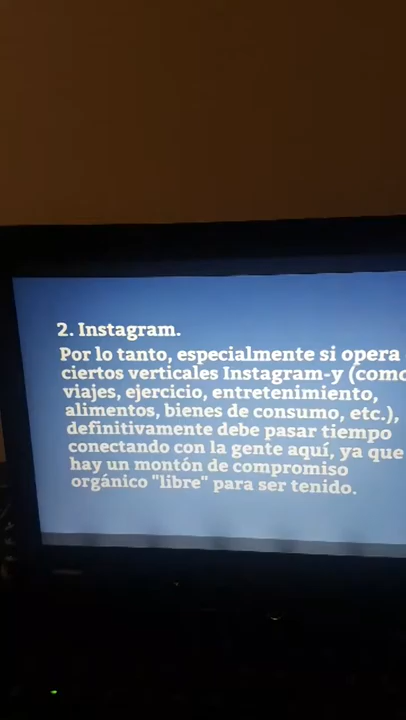 2. Instagram.
Por lo tanto, especialmente si opera
ciertos verticales Instagram-y (como
viajes, ejercicio, entretenimiento,
alimentos, bienes de consumo, etc.),
definitivamente debe pasar tiempo
conectando con la gente aquí, ya que
hay un montón de compromiso
orgánico "libre" para ser tenido.